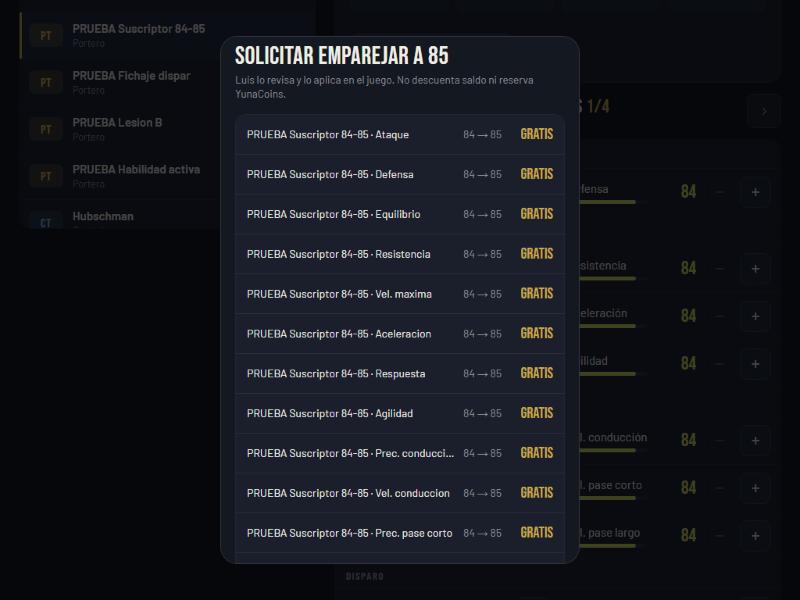 PT PRUEBA Suscriptor 84-85
Portero
PT PRUEBA Fichaje dispar
Portero
PT PRUEBA Lesion B
Portero
PT PRUEBA Habilidad activa
Portero
CT Hubschman
SOLICITAR EMPAREJAR A 85
Luis lo revisa y lo aplica en el juego. No descuenta saldo ni reserva
YunaCoins.
PRUEBA Suscriptor 84-85 · Ataque 84 → 85 GRATIS
PRUEBA Suscriptor 84-85 · Defensa 84 → 85 GRATIS
PRUEBA Suscriptor 84-85 · Equilibrio 84 → 85 GRATIS
PRUEBA Suscriptor 84-85 · Resistencia 84 → 85 GRATIS
PRUEBA Suscriptor 84-85 · Vel. maxima 84 → 85 GRATIS
PRUEBA Suscriptor 84-85 · Aceleracion 84 → 85 GRATIS
PRUEBA Suscriptor 84-85 · Respuesta 84 → 85 GRATIS
PRUEBA Suscriptor 84-85 · Agilidad 84 → 85 GRATIS
PRUEBA Suscriptor 84-85 · Prec. conducci... 84 → 85 GRATIS
PRUEBA Suscriptor 84-85 · Vel. conduccion 84 → 85 GRATIS
PRUEBA Suscriptor 84-85 · Prec. pase corto 84 → 85 GRATIS
S 1/4 >
fensa 84 − +
sistencia 84 − +
eleración 84 − +
ilidad 84 − +
l. conducción 84 − +
l. pase corto 84 − +
l. pase largo 84 − +
DISPARO